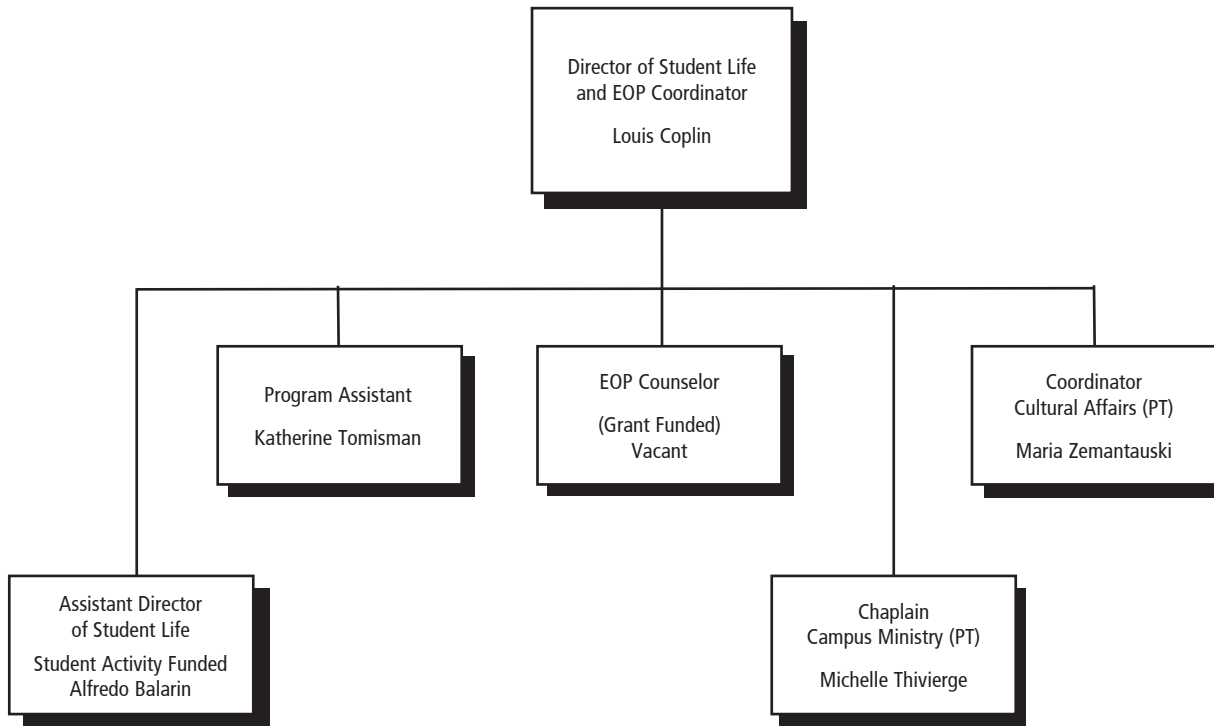 Director of Student Life
and EOP Coordinator
Louis Coplin
Program Assistant
Katherine Tomisman
EOP Counselor
(Grant Funded)
Vacant
Coordinator
Cultural Affairs (PT)
Maria Zemantauski
Assistant Director
of Student Life
Student Activity Funded
Alfredo Balarin
Chaplain
Campus Ministry (PT)
Michelle Thivierge